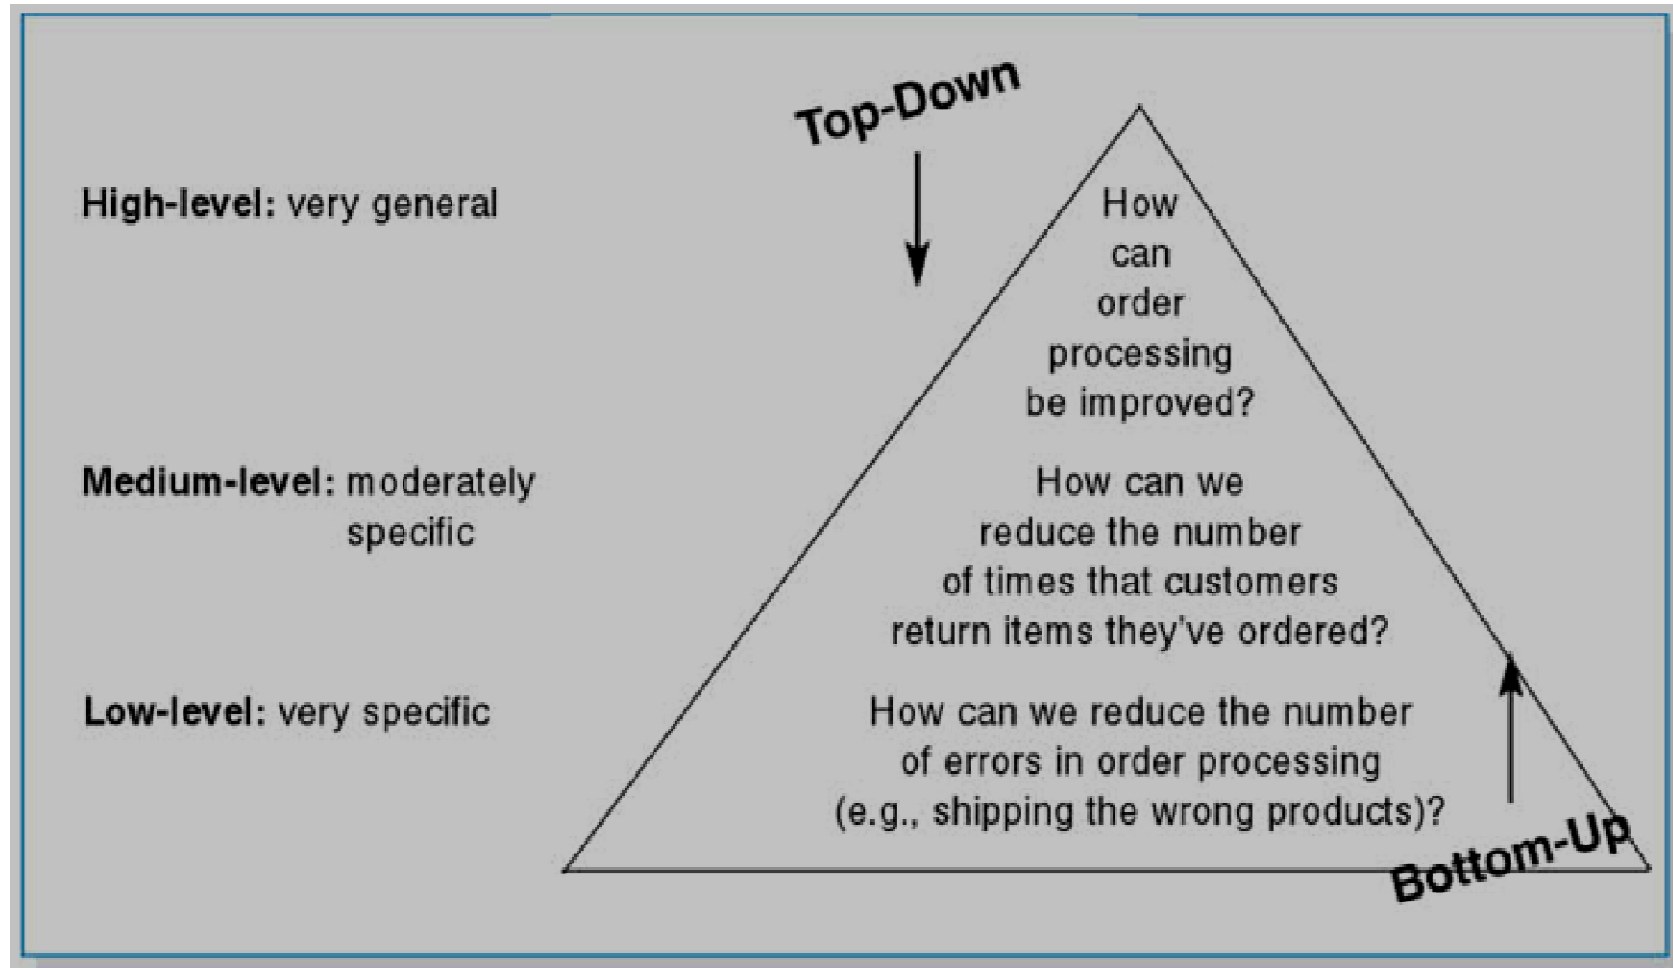 Top-Down
High-level: very general
How
can
order
processing
be improved?
Medium-level: moderately
specific
How can we
reduce the number
of times that customers
return items they've ordered?
Low-level: very specific
How can we reduce the number
of errors in order processing
(e.g., shipping the wrong products)?
Bottom-Up